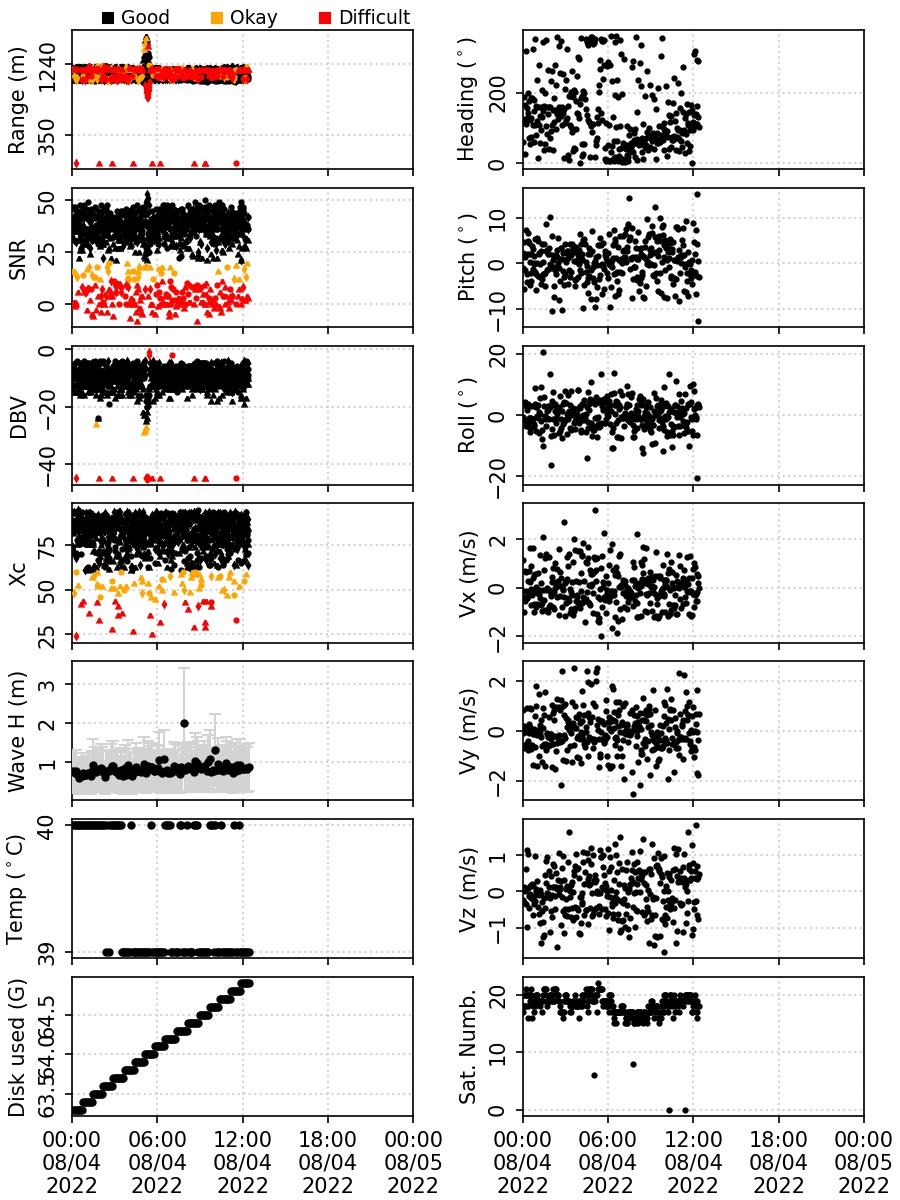 Good Okay Difficult
Range (m)
1240
350
Heading (°)
200
0
SNR
50
25
0
Pitch (°)
10
0
−10
DBV
0
−20
−40
Roll (°)
20
0
−20
Xc
75
50
25
Vx (m/s)
2
0
−2
Wave H (m)
3
2
1
Vy (m/s)
2
0
−2
Temp (°C)
40
39
Vz (m/s)
1
0
−1
Disk used (G)
64.5
64.0
63.5
Sat. Numb.
20
10
0
00:00 06:00 12:00 18:00 00:00
08/04 08/04 08/04 08/04 08/05
2022 2022 2022 2022 2022
00:00 06:00 12:00 18:00 00:00
08/04 08/04 08/04 08/04 08/05
2022 2022 2022 2022 2022